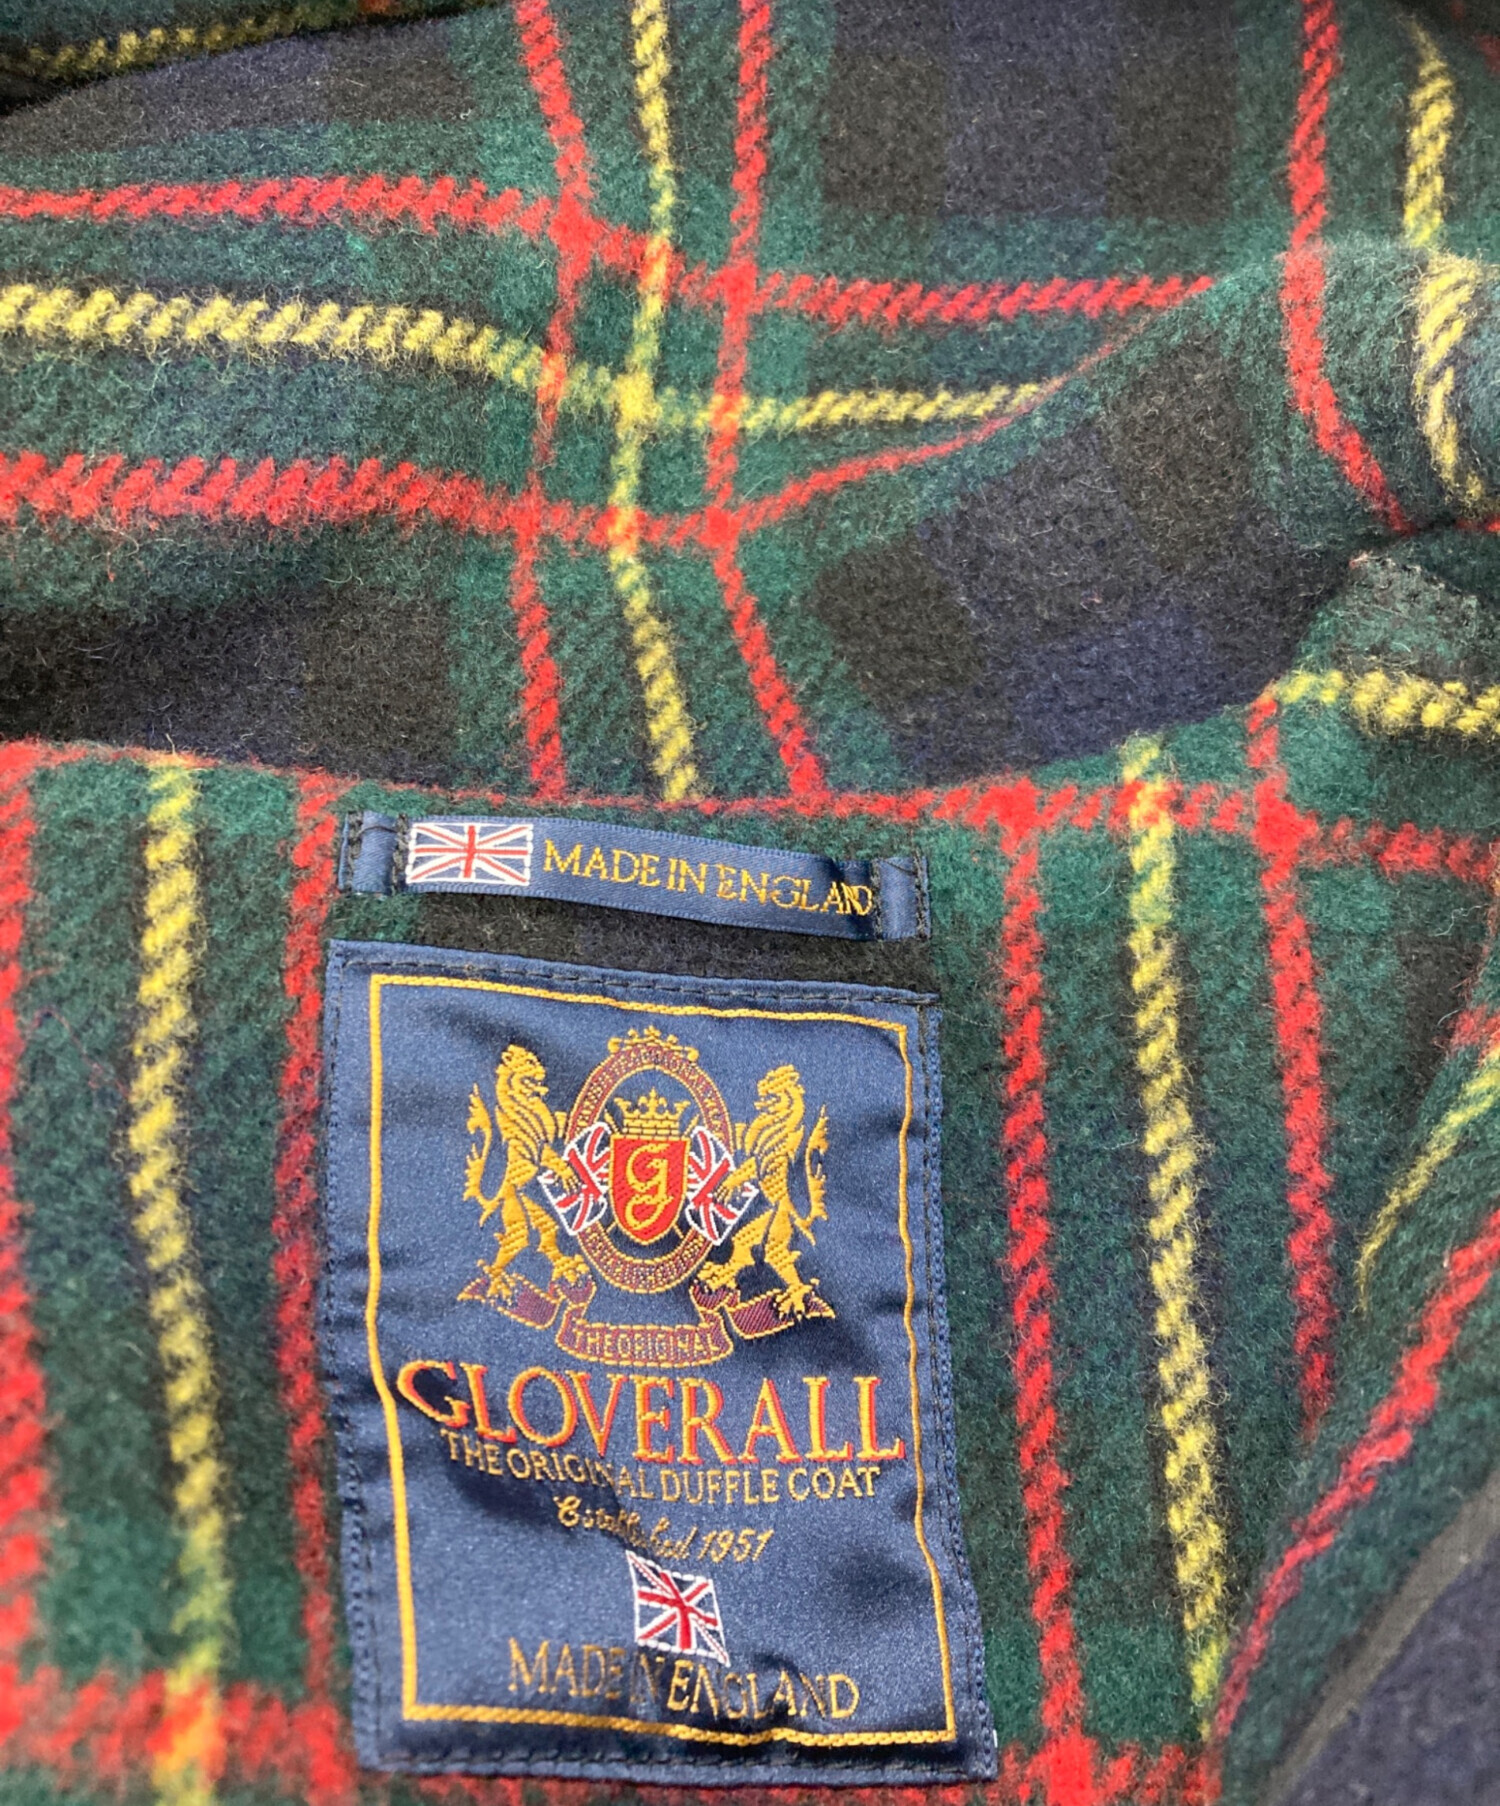 MADE IN ENGLAND
G
THE ORIGINAL
GLOVERALL
THE ORIGINAL DUFFLE COAT
Established 1951
MADE IN ENGLAND